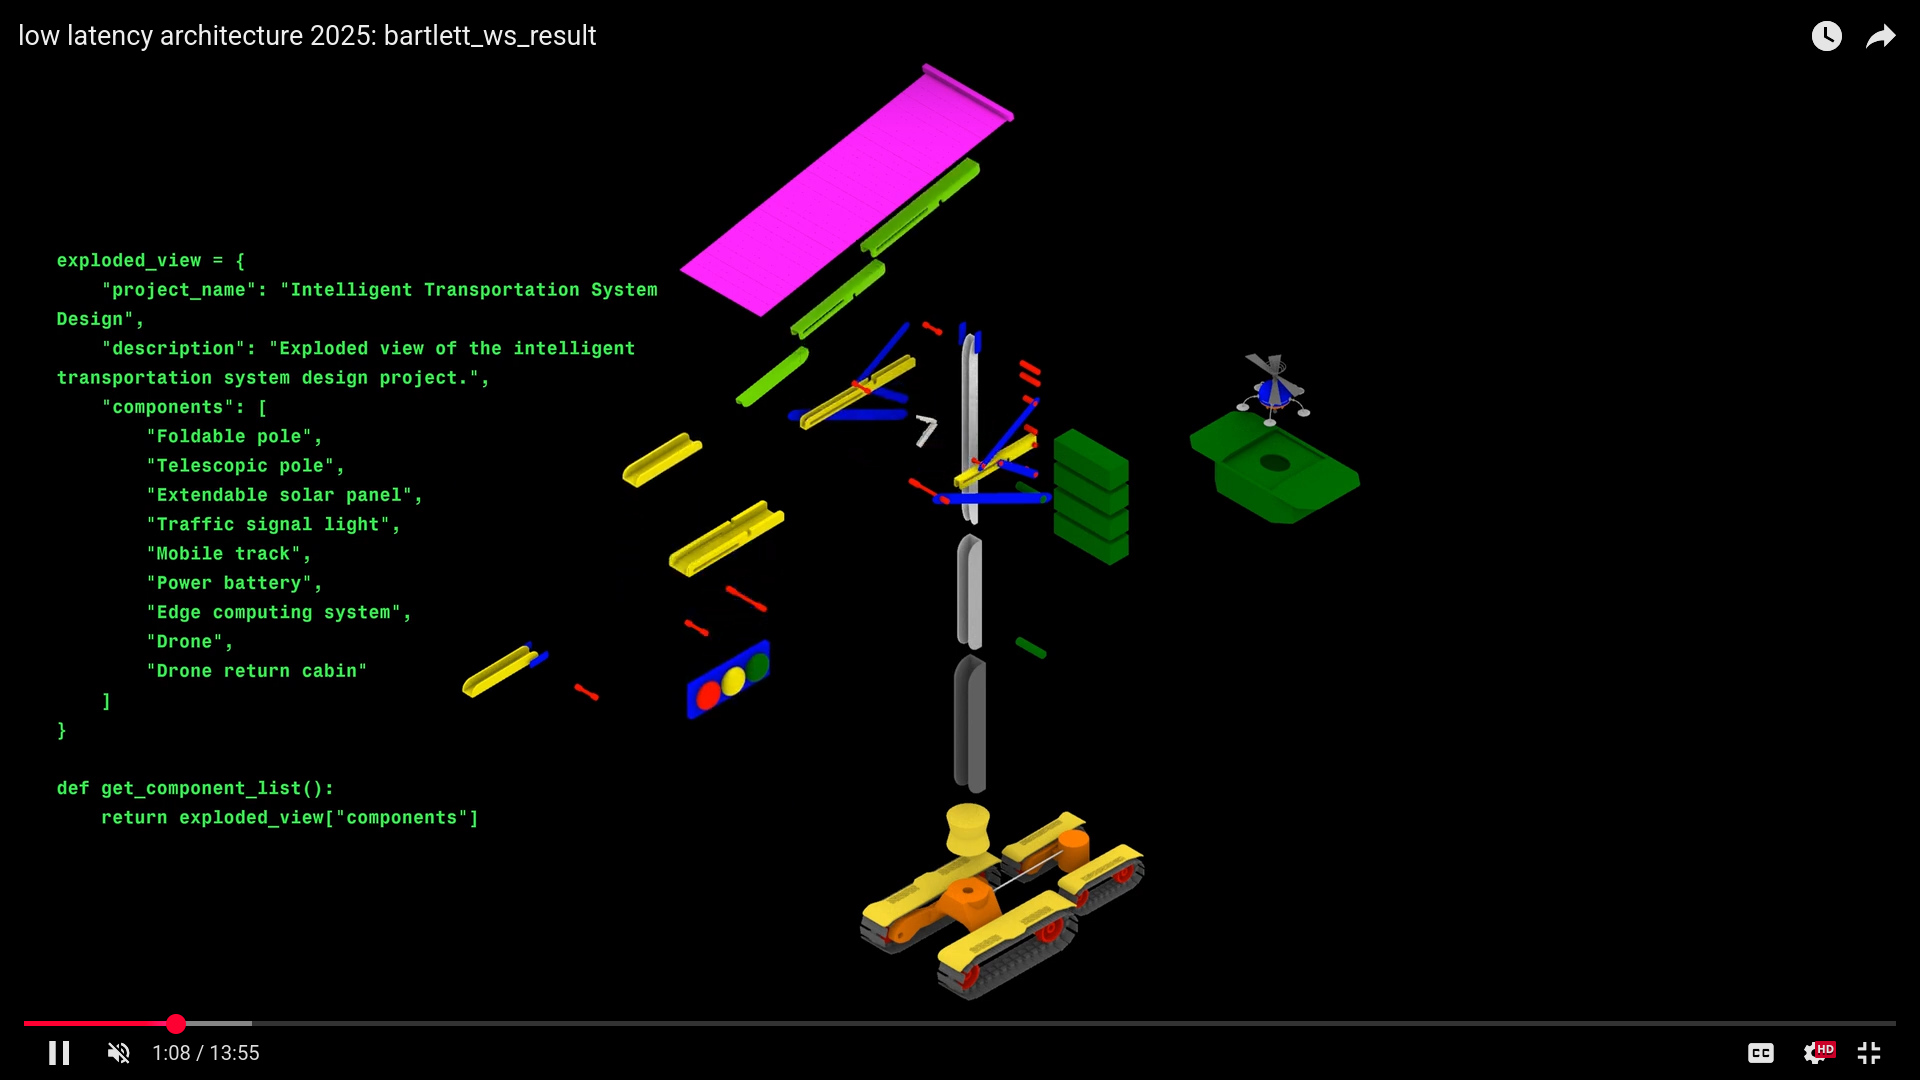 low latency architecture 2025: bartlett_ws_result
exploded_view = {
"project_name": "Intelligent Transportation System
Design",
"description": "Exploded view of the intelligent
transportation system design project.",
"components": [
"Foldable pole",
"Telescopic pole",
"Extendable solar panel",
"Traffic signal light",
"Mobile track",
"Power battery",
"Edge computing system",
"Drone",
"Drone return cabin"
]
}
def get_component_list():
return exploded_view["components"]
1:08 / 13:55
CC
HD